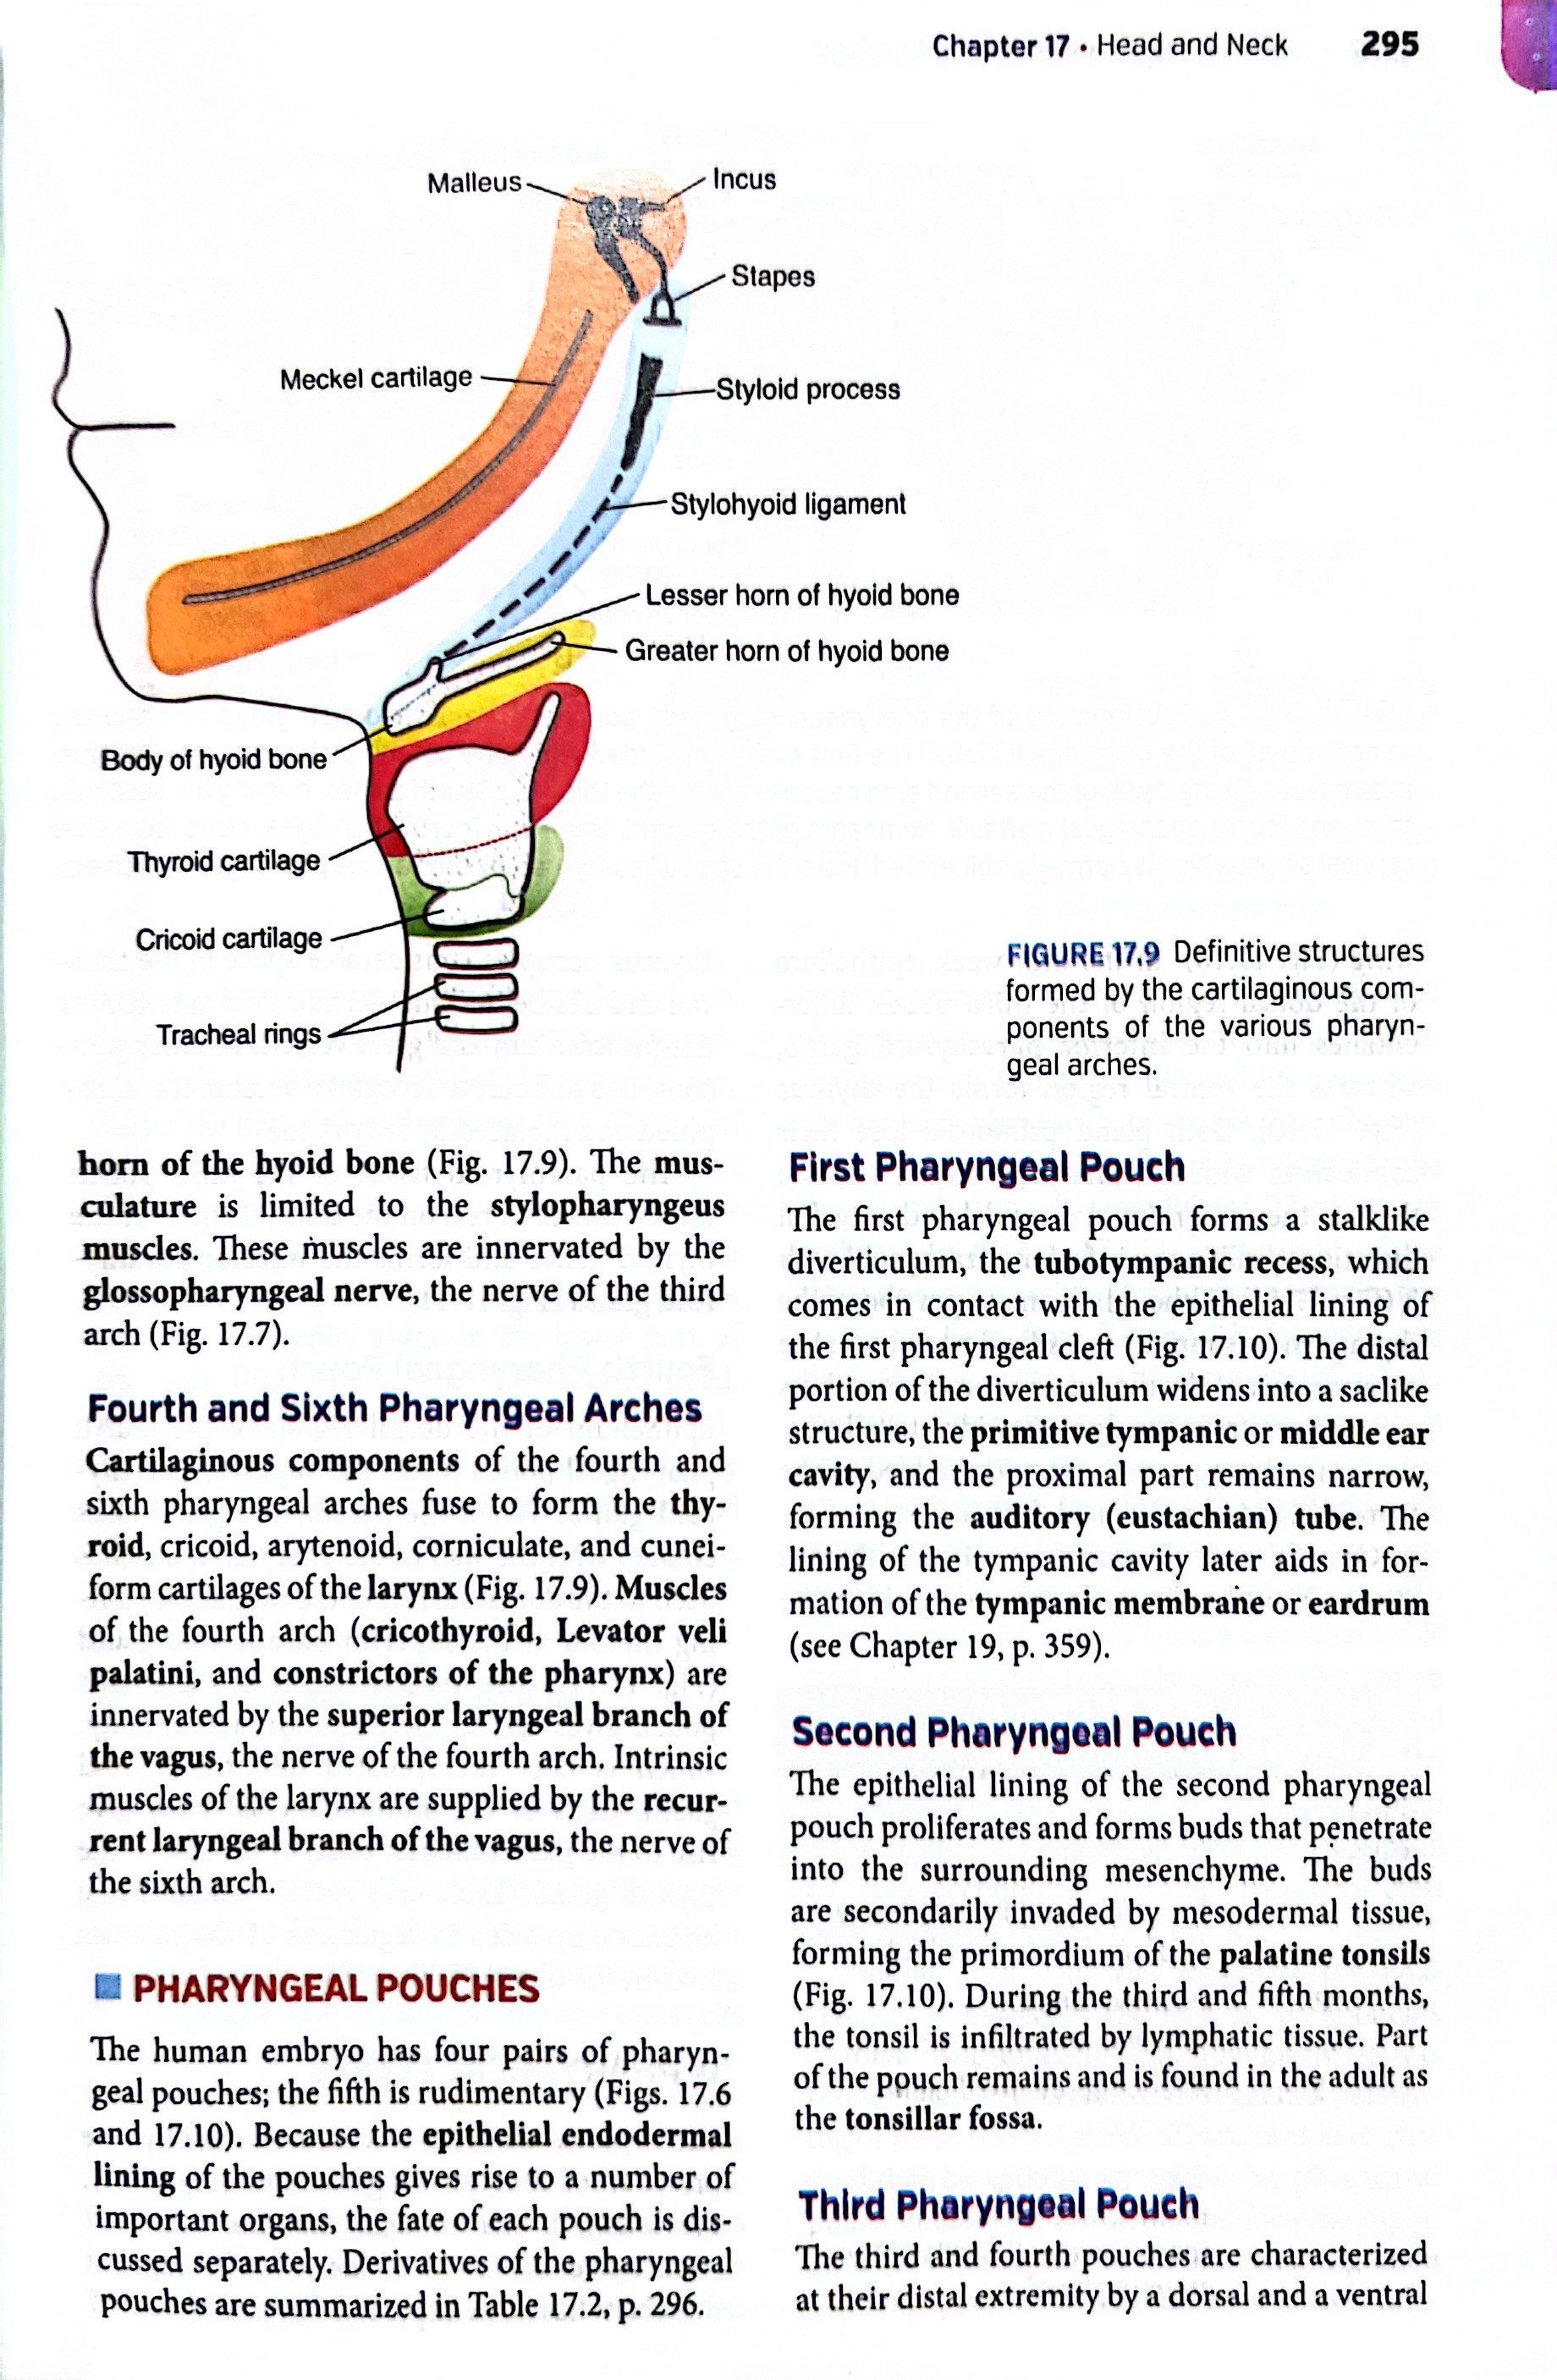 Chapter 17 • Head and Neck 295
Malleus
Incus
Stapes
Meckel cartilage
Styloid process
Stylohyoid ligament
Lesser horn of hyoid bone
Greater horn of hyoid bone
Body of hyoid bone
Thyroid cartilage
Cricoid cartilage
Tracheal rings
FIGURE 17.9 Definitive structures
formed by the cartilaginous com-
ponents of the various pharyn-
geal arches.
horn of the hyoid bone (Fig. 17.9). The mus-
culature is limited to the stylopharyngeus
muscles. These muscles are innervated by the
glossopharyngeal nerve, the nerve of the third
arch (Fig. 17.7).
Fourth and Sixth Pharyngeal Arches
Cartilaginous components of the fourth and
sixth pharyngeal arches fuse to form the thy-
roid, cricoid, arytenoid, corniculate, and cunei-
form cartilages of the larynx (Fig. 17.9). Muscles
of the fourth arch (cricothyroid, Levator veli
palatini, and constrictors of the pharynx) are
innervated by the superior laryngeal branch of
the vagus, the nerve of the fourth arch. Intrinsic
muscles of the larynx are supplied by the recur-
rent laryngeal branch of the vagus, the nerve of
the sixth arch.
PHARYNGEAL POUCHES
The human embryo has four pairs of pharyn-
geal pouches; the fifth is rudimentary (Figs. 17.6
and 17.10). Because the epithelial endodermal
lining of the pouches gives rise to a number of
important organs, the fate of each pouch is dis-
cussed separately. Derivatives of the pharyngeal
pouches are summarized in Table 17.2, p. 296.
First Pharyngeal Pouch
The first pharyngeal pouch forms a stalklike
diverticulum, the tubotympanic recess, which
comes in contact with the epithelial lining of
the first pharyngeal cleft (Fig. 17.10). The distal
portion of the diverticulum widens into a saclike
structure, the primitive tympanic or middle ear
cavity, and the proximal part remains narrow,
forming the auditory (eustachian) tube. The
lining of the tympanic cavity later aids in for-
mation of the tympanic membrane or eardrum
(see Chapter 19, p. 359).
Second Pharyngeal Pouch
The epithelial lining of the second pharyngeal
pouch proliferates and forms buds that penetrate
into the surrounding mesenchyme. The buds
are secondarily invaded by mesodermal tissue,
forming the primordium of the palatine tonsils
(Fig. 17.10). During the third and fifth months,
the tonsil is infiltrated by lymphatic tissue. Part
of the pouch remains and is found in the adult as
the tonsillar fossa.
Third Pharyngeal Pouch
The third and fourth pouches are characterized
at their distal extremity by a dorsal and a ventral